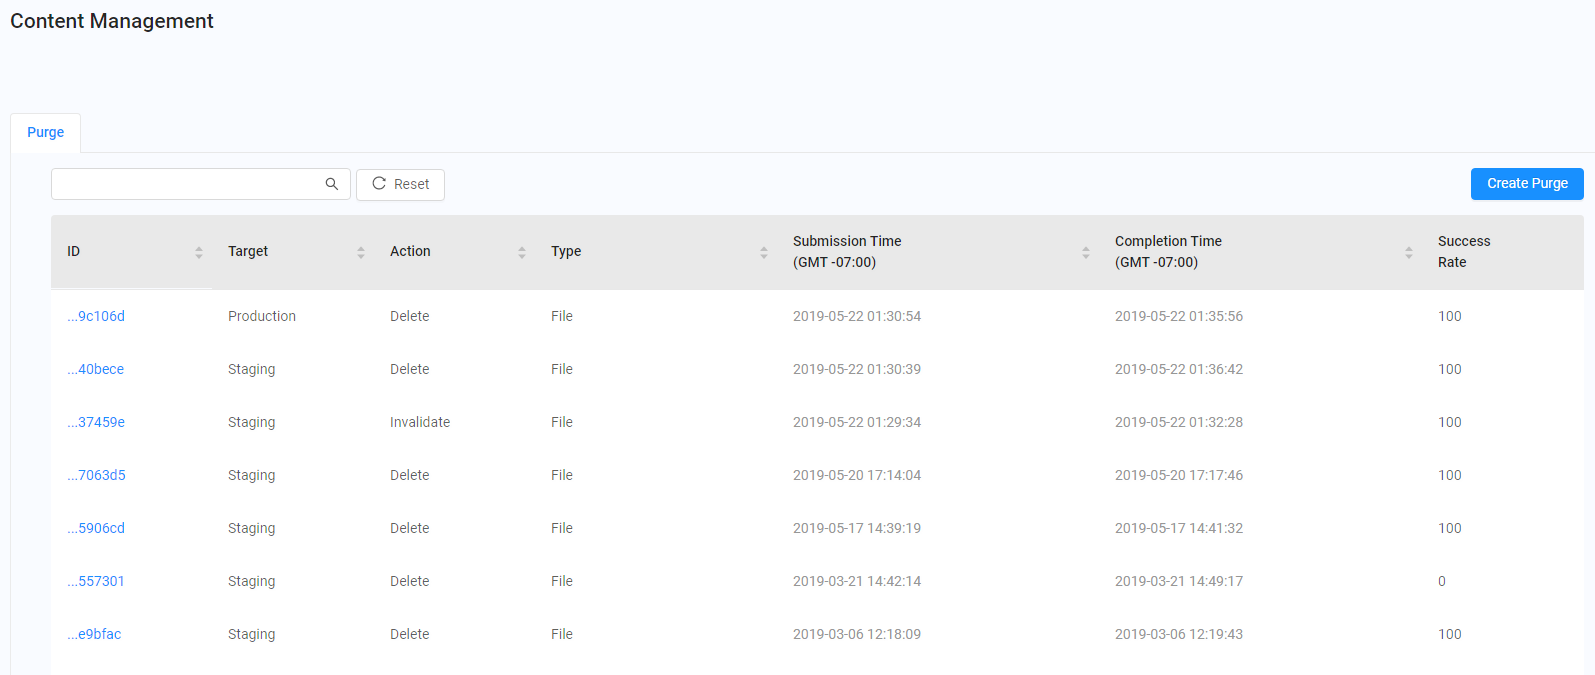 Content Management
Purge
Reset
Create Purge
ID Target Action Type Submission Time (GMT -07:00) Completion Time (GMT -07:00) Success Rate
...9c106d Production Delete File 2019-05-22 01:30:54 2019-05-22 01:35:56 100
...40bece Staging Delete File 2019-05-22 01:30:39 2019-05-22 01:36:42 100
...37459e Staging Invalidate File 2019-05-22 01:29:34 2019-05-22 01:32:28 100
...7063d5 Staging Delete File 2019-05-20 17:14:04 2019-05-20 17:17:46 100
...5906cd Staging Delete File 2019-05-17 14:39:19 2019-05-17 14:41:32 100
...557301 Staging Delete File 2019-03-21 14:42:14 2019-03-21 14:49:17 0
...e9bfac Staging Delete File 2019-03-06 12:18:09 2019-03-06 12:19:43 100